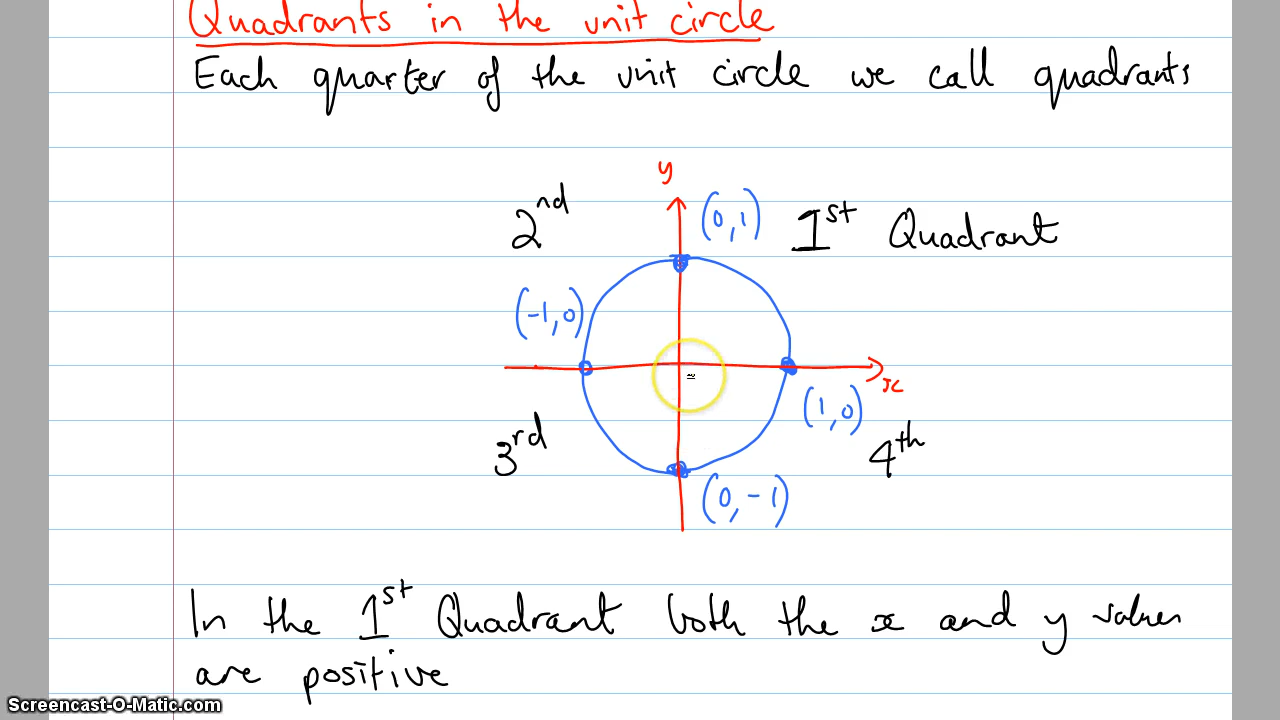 Quadrants in the unit circle
Each quarter of the unit circle we call quadrants
y
2nd
(0,1)
1st Quadrant
(-1,0)
x
(1,0)
3rd
4th
(0,-1)
In the 1st Quadrant both the x and y values
are positive
Screencast-O-Matic.com